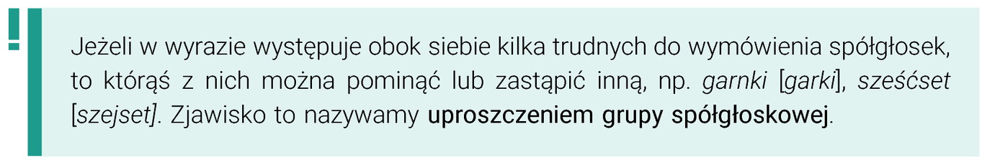 Jeżeli w wyrazie występuje obok siebie kilka trudnych do wymówienia spółgłosek,
to którąś z nich można pominąć lub zastąpić inną, np. garnki [garki], sześćset
[szejset]. Zjawisko to nazywamy uproszczeniem grupy spółgłoskowej.